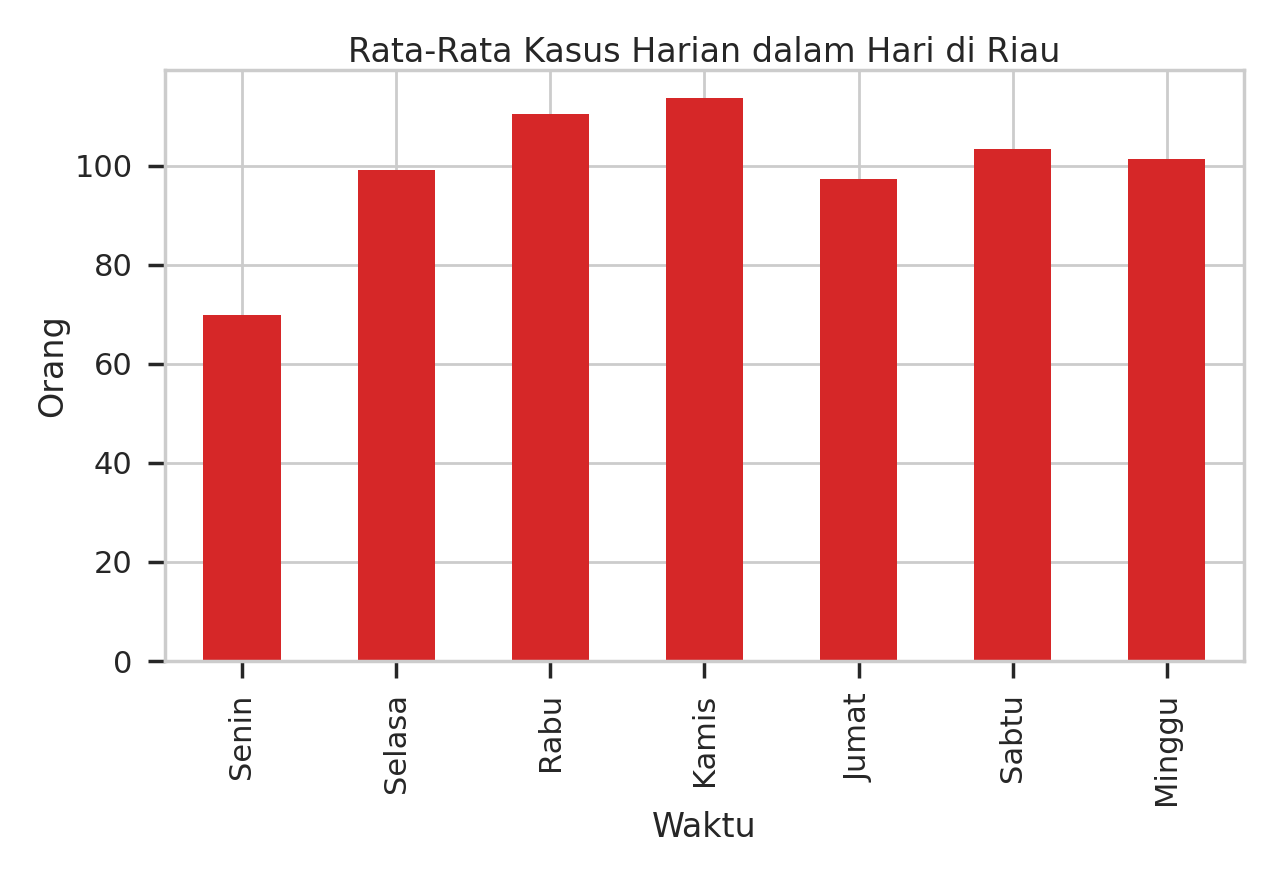 Rata-Rata Kasus Harian dalam Hari di Riau
100
80
60
40
20
0
Orang
Senin
Selasa
Rabu
Kamis
Jumat
Sabtu
Minggu
Waktu